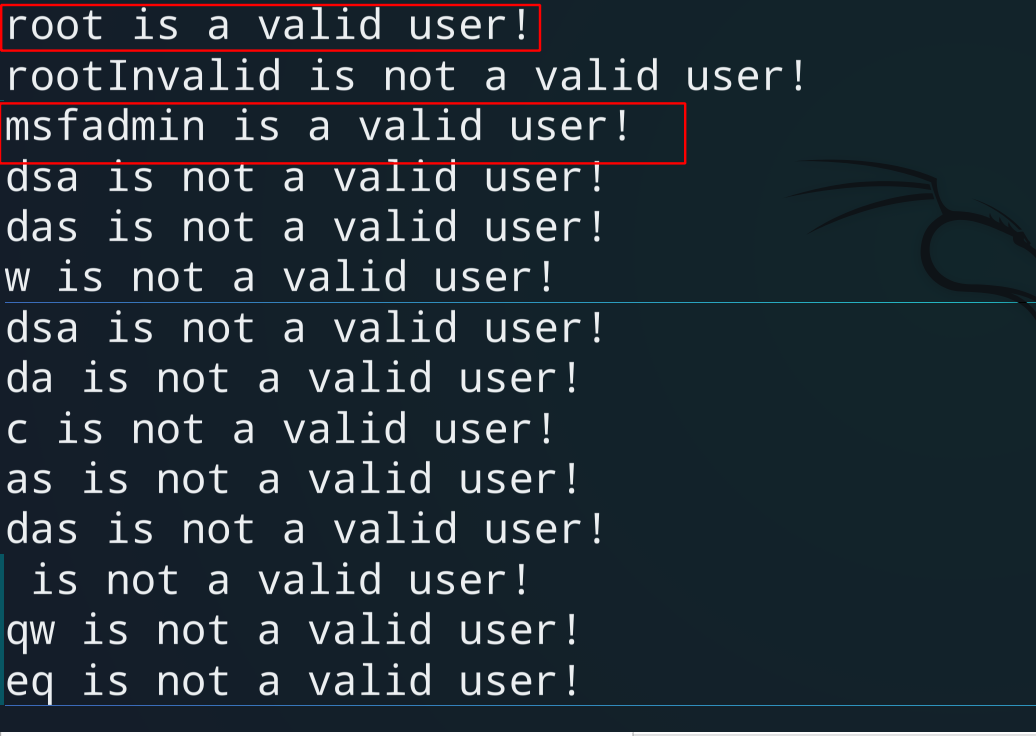 root is a valid user!
rootInvalid is not a valid user!
msfadmin is a valid user!
dsa is not a valid user!
das is not a valid user!
w is not a valid user!
dsa is not a valid user!
da is not a valid user!
c is not a valid user!
as is not a valid user!
das is not a valid user!
 is not a valid user!
qw is not a valid user!
eq is not a valid user!